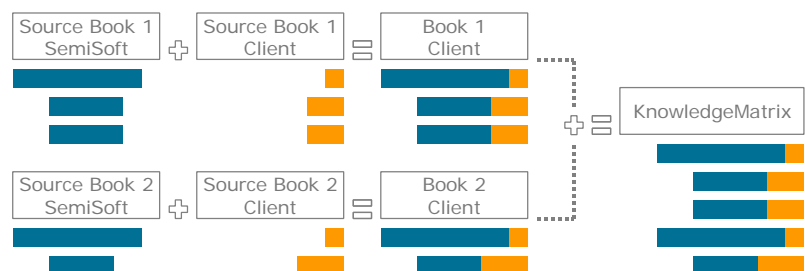 Source Book 1
SemiSoft
Source Book 1
Client
Book 1
Client
KnowledgeMatrix
Source Book 2
SemiSoft
Source Book 2
Client
Book 2
Client